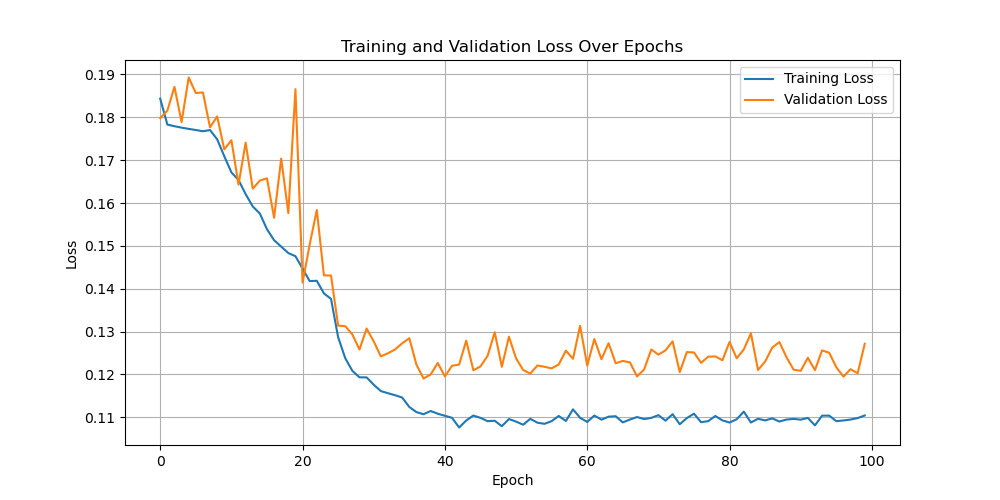 Training and Validation Loss Over Epochs
Training Loss
Validation Loss
Loss
0.19
0.18
0.17
0.16
0.15
0.14
0.13
0.12
0.11
0 20 40 60 80 100
Epoch